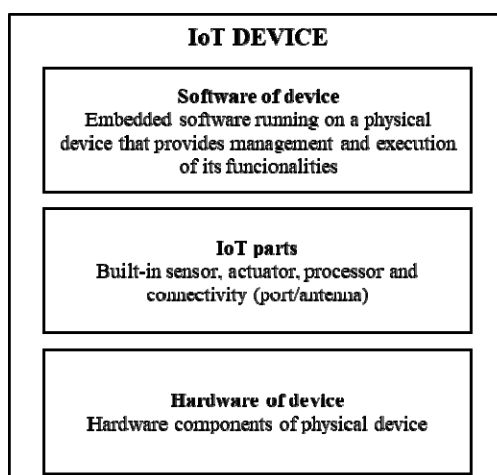 IoT DEVICE
Software of device
Embedded software running on a physical
device that provides management and execution
of its funcionalities
IoT parts
Built-in sensor, actuator, processor and
connectivity (port/antenna)
Hardware of device
Hardware components of physical device